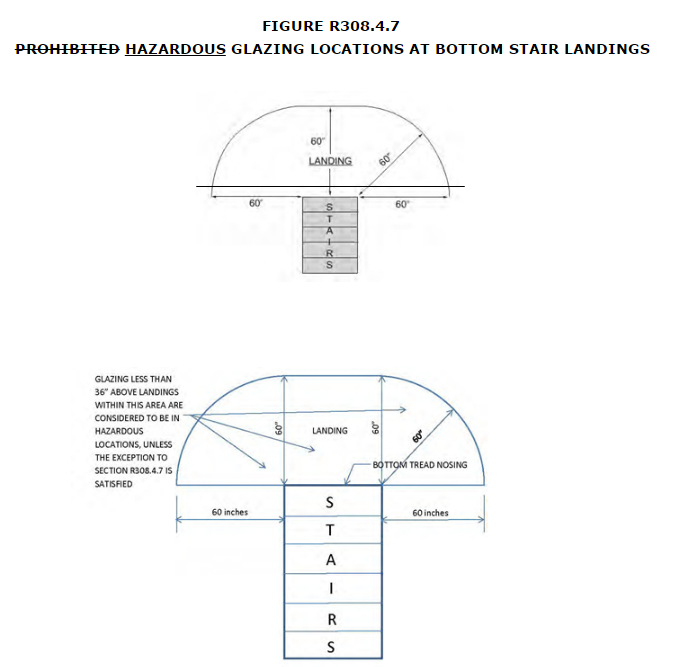 FIGURE R308.4.7
PROHIBITED HAZARDOUS GLAZING LOCATIONS AT BOTTOM STAIR LANDINGS
60"
LANDING
60"
60"
60"
S
T
A
I
R
S
GLAZING LESS THAN
36" ABOVE LANDINGS
WITHIN THIS AREA ARE
CONSIDERED TO BE IN
HAZARDOUS
LOCATIONS, UNLESS
THE EXCEPTION TO
SECTION R308.4.7 IS
SATISFIED
60"
LANDING
60"
60"
BOTTOM TREAD NOSING
60 inches
60 inches
S
T
A
I
R
S